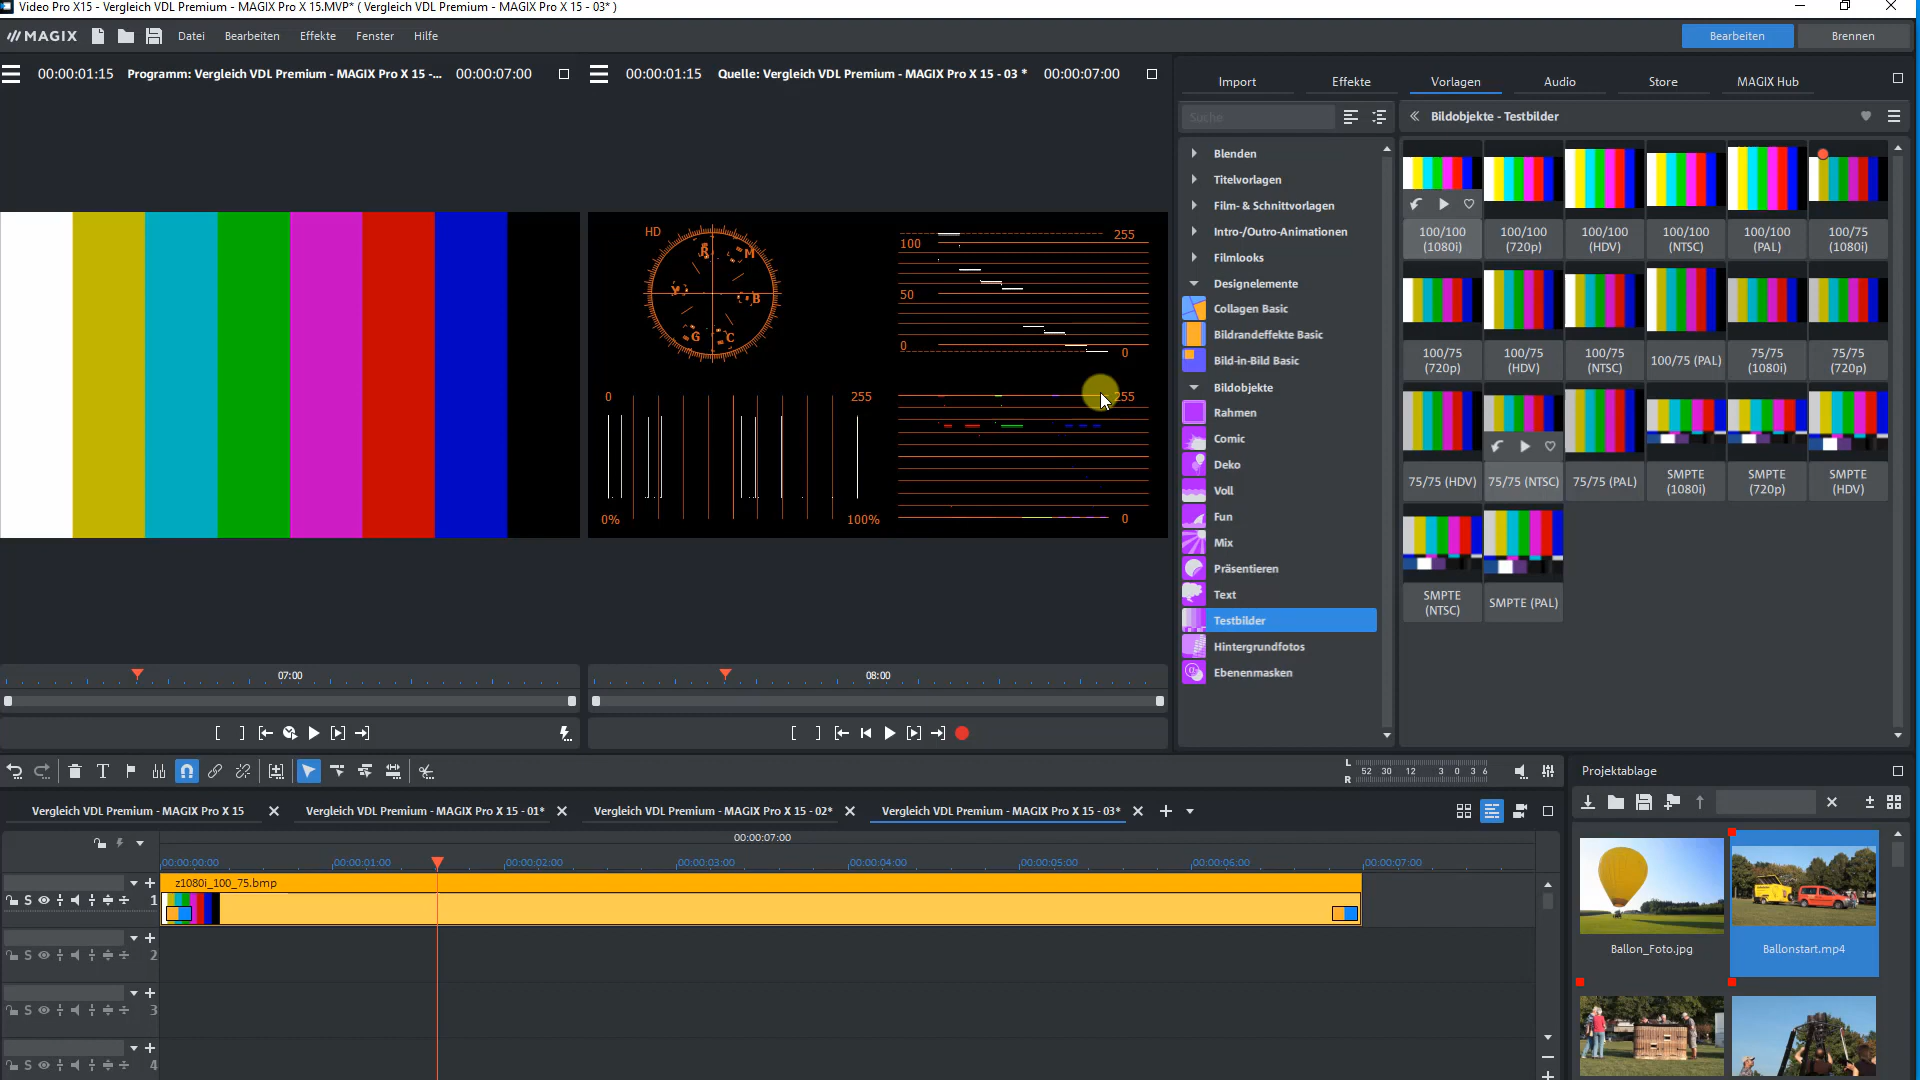 Video Pro X15 - Vergleich VDL Premium - MAGIX Pro X 15.MVP* ( Vergleich VDL Premium - MAGIX Pro X 15 - 03* )
MAGIX Datei Bearbeiten Effekte Fenster Hilfe Bearbeiten Brennen
00:00:01:15 Programm: Vergleich VDL Premium - MAGIX Pro X 15 -... 00:00:07:00
00:00:01:15 Quelle: Vergleich VDL Premium - MAGIX Pro X 15 - 03 * 00:00:07:00
Import Effekte Vorlagen Audio Store MAGIX Hub
Suche
Bildobjekte - Testbilder
Blenden
Titelvorlagen
Film- & Schnittvorlagen
Intro-/Outro-Animationen
Filmlooks
Designelemente
Collagen Basic
Bildrandeffekte Basic
Bild-in-Bild Basic
Bildobjekte
Rahmen
Comic
Deko
Voll
Fun
Mix
Präsentieren
Text
Testbilder
Hintergrundfotos
Ebenenmasken
HD
R M
Y B
G C
100 255
50
0 0
0 255
0% 100%
255
0
100/100 (1080i)
100/100 (720p)
100/100 (HDV)
100/100 (NTSC)
100/100 (PAL)
100/75 (1080i)
100/75 (720p)
100/75 (HDV)
100/75 (NTSC)
100/75 (PAL)
75/75 (1080i)
75/75 (720p)
75/75 (HDV)
75/75 (NTSC)
75/75 (PAL)
SMPTE (1080i)
SMPTE (720p)
SMPTE (HDV)
SMPTE (NTSC)
SMPTE (PAL)
07:00
08:00
L 52 30 12 3 0 3 6
R
Projektablage
Vergleich VDL Premium - MAGIX Pro X 15
Vergleich VDL Premium - MAGIX Pro X 15 - 01*
Vergleich VDL Premium - MAGIX Pro X 15 - 02*
Vergleich VDL Premium - MAGIX Pro X 15 - 03*
00:00:07:00
00:00:00:00 00:00:01:00 00:00:02:00 00:00:03:00 00:00:04:00 00:00:05:00 00:00:06:00 00:00:07:00
z1080i_100_75.bmp
S 1
S 2
S 3
S 4
Ballon_Foto.jpg
Ballonstart.mp4